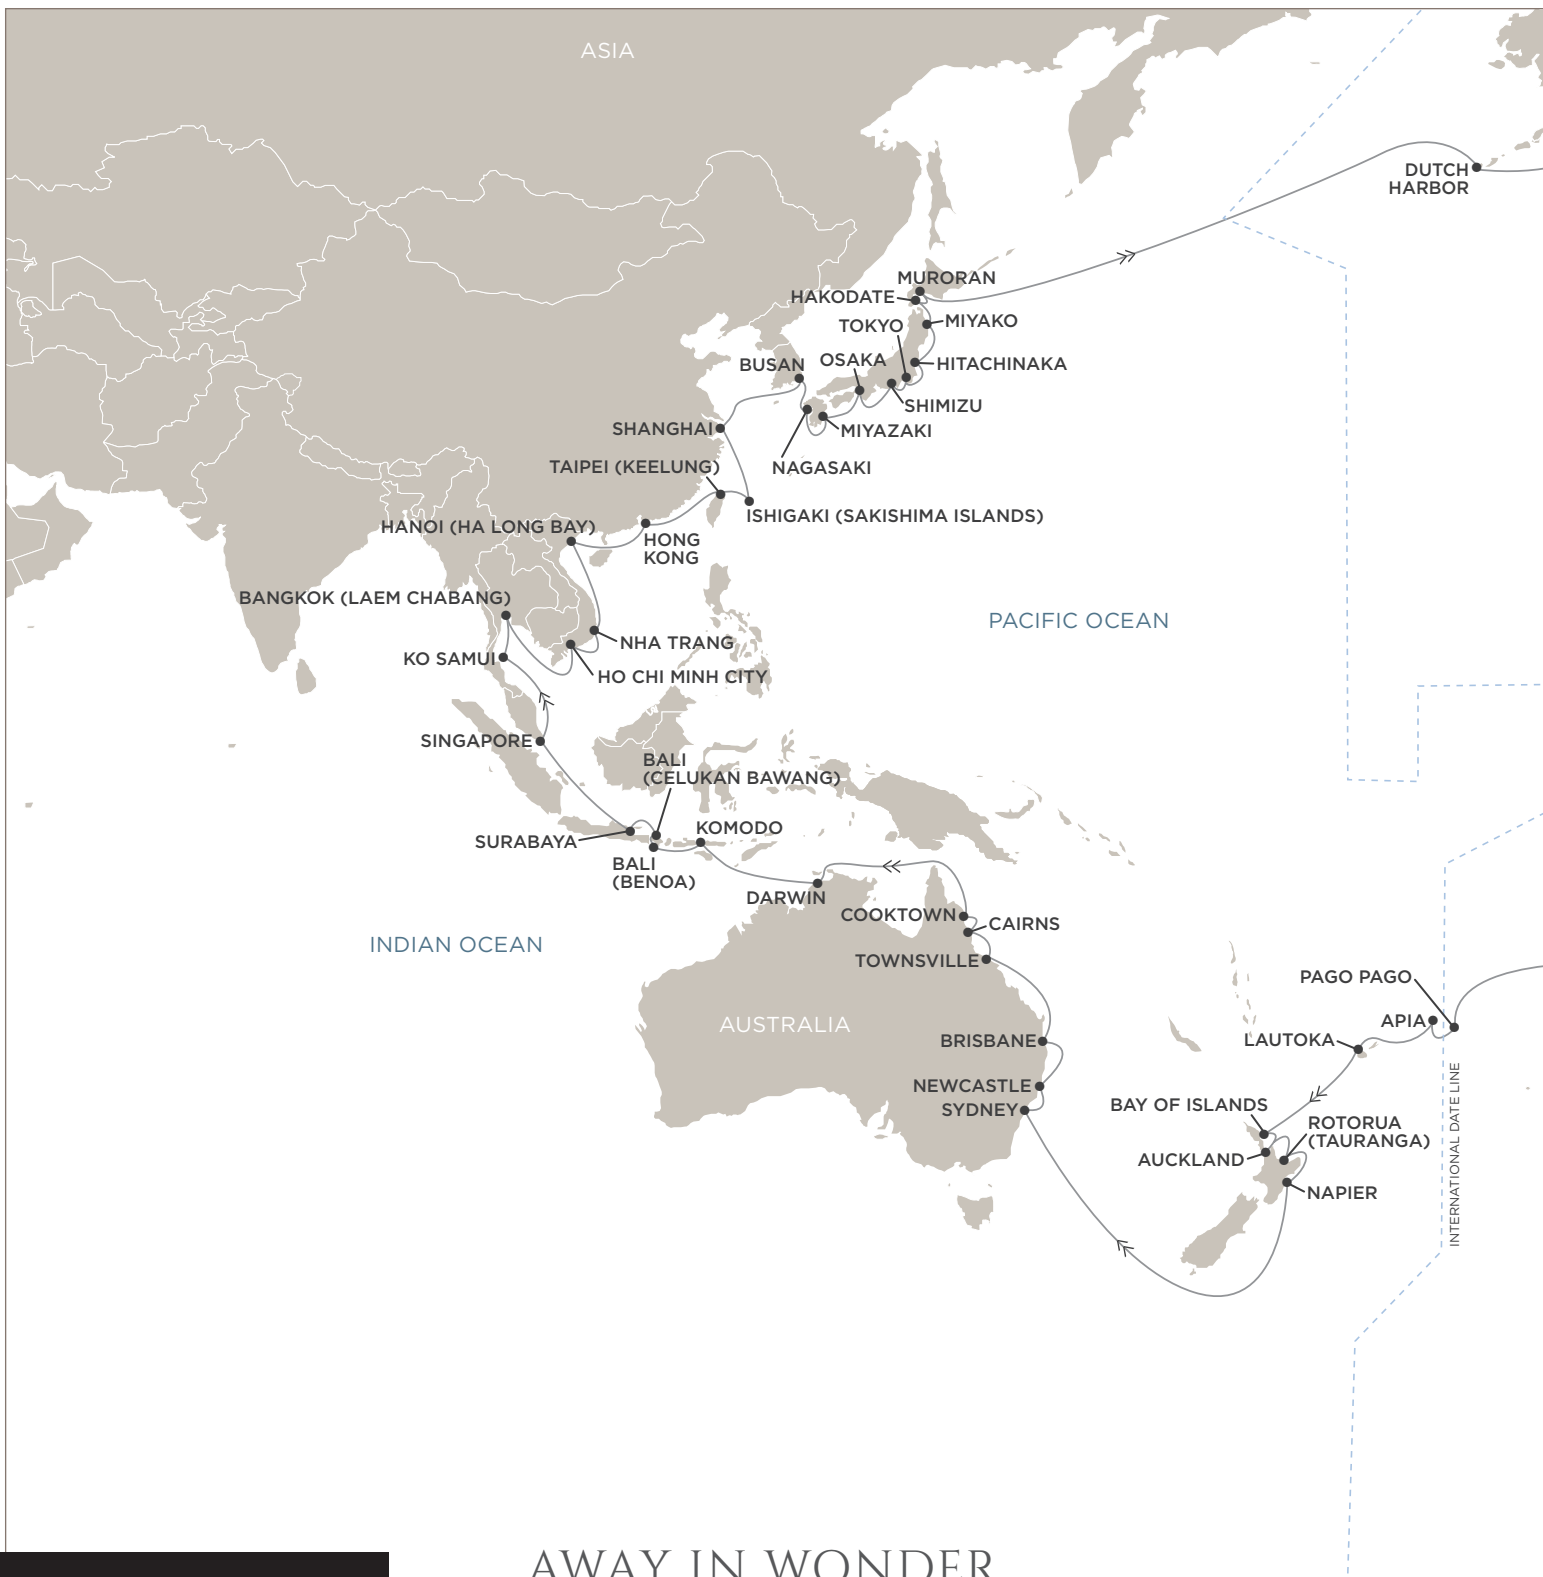 ASIA
DUTCH
HARBOR
MURORAN
HAKODATE
MIYAKO
TOKYO
OSAKA
BUSAN
HITACHINAKA
SHIMIZU
SHANGHAI
MIYAZAKI
TAIPEI (KEELUNG)
NAGASAKI
ISHIGAKI (SAKISHIMA ISLANDS)
HANOI (HA LONG BAY)
HONG
KONG
BANGKOK (LAEM CHABANG)
PACIFIC OCEAN
NHA TRANG
KO SAMUI
HO CHI MINH CITY
SINGAPORE
BALI
(CELUKAN BAWANG)
KOMODO
SURABAYA
BALI
(BENOA)
DARWIN
COOKTOWN
CAIRNS
INDIAN OCEAN
TOWNSVILLE
PAGO PAGO
APIA
AUSTRALIA
LAUTOKA
BRISBANE
NEWCASTLE
SYDNEY
BAY OF ISLANDS
ROTORUA
(TAURANGA)
AUCKLAND
NAPIER
INTERNATIONAL DATE LINE
AWAY IN WONDER